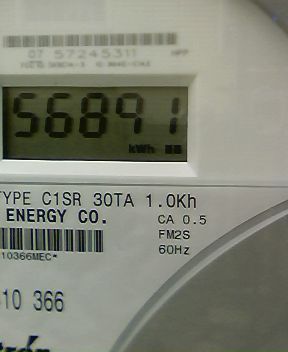 07 57245311
56891
kWh
TYPE C1SR 30TA 1.0Kh
ENERGY CO.
CA 0.5
FM2S
60Hz
10366MEC*
10 366